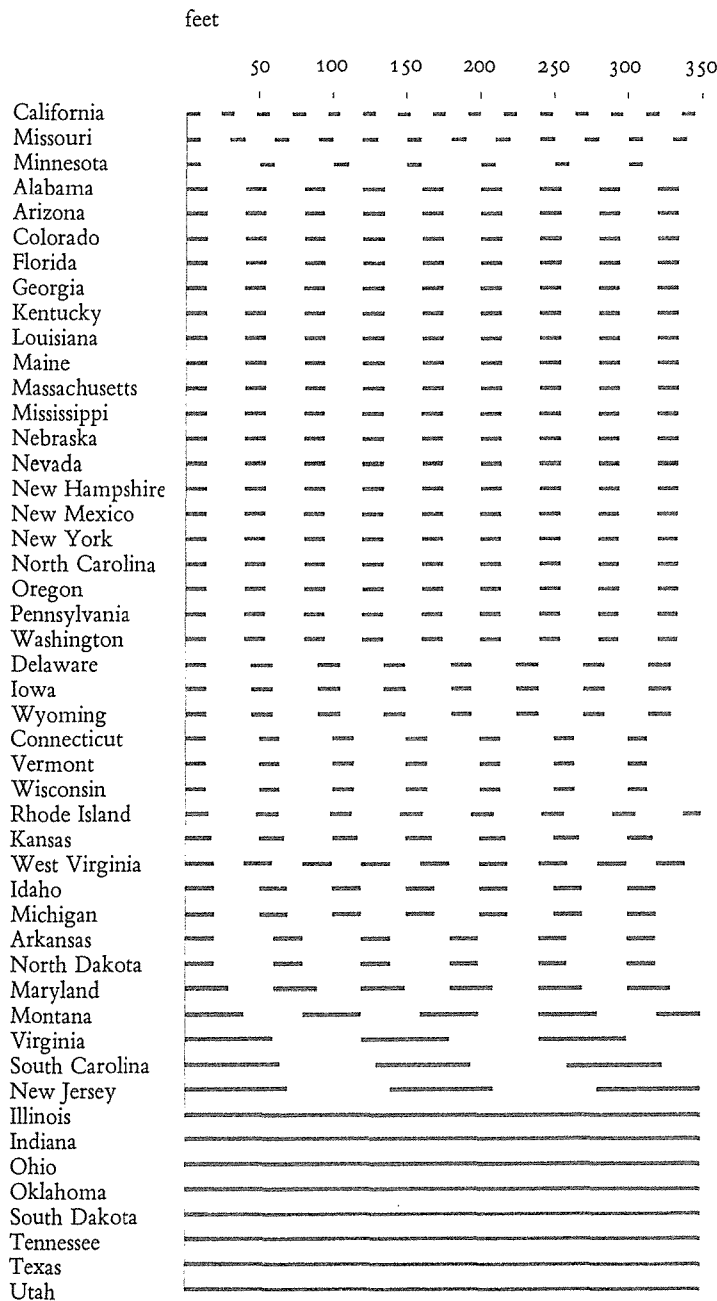 feet
50 100 150 200 250 300 350
California
Missouri
Minnesota
Alabama
Arizona
Colorado
Florida
Georgia
Kentucky
Louisiana
Maine
Massachusetts
Mississippi
Nebraska
Nevada
New Hampshire
New Mexico
New York
North Carolina
Oregon
Pennsylvania
Washington
Delaware
Iowa
Wyoming
Connecticut
Vermont
Wisconsin
Rhode Island
Kansas
West Virginia
Idaho
Michigan
Arkansas
North Dakota
Maryland
Montana
Virginia
South Carolina
New Jersey
Illinois
Indiana
Ohio
Oklahoma
South Dakota
Tennessee
Texas
Utah